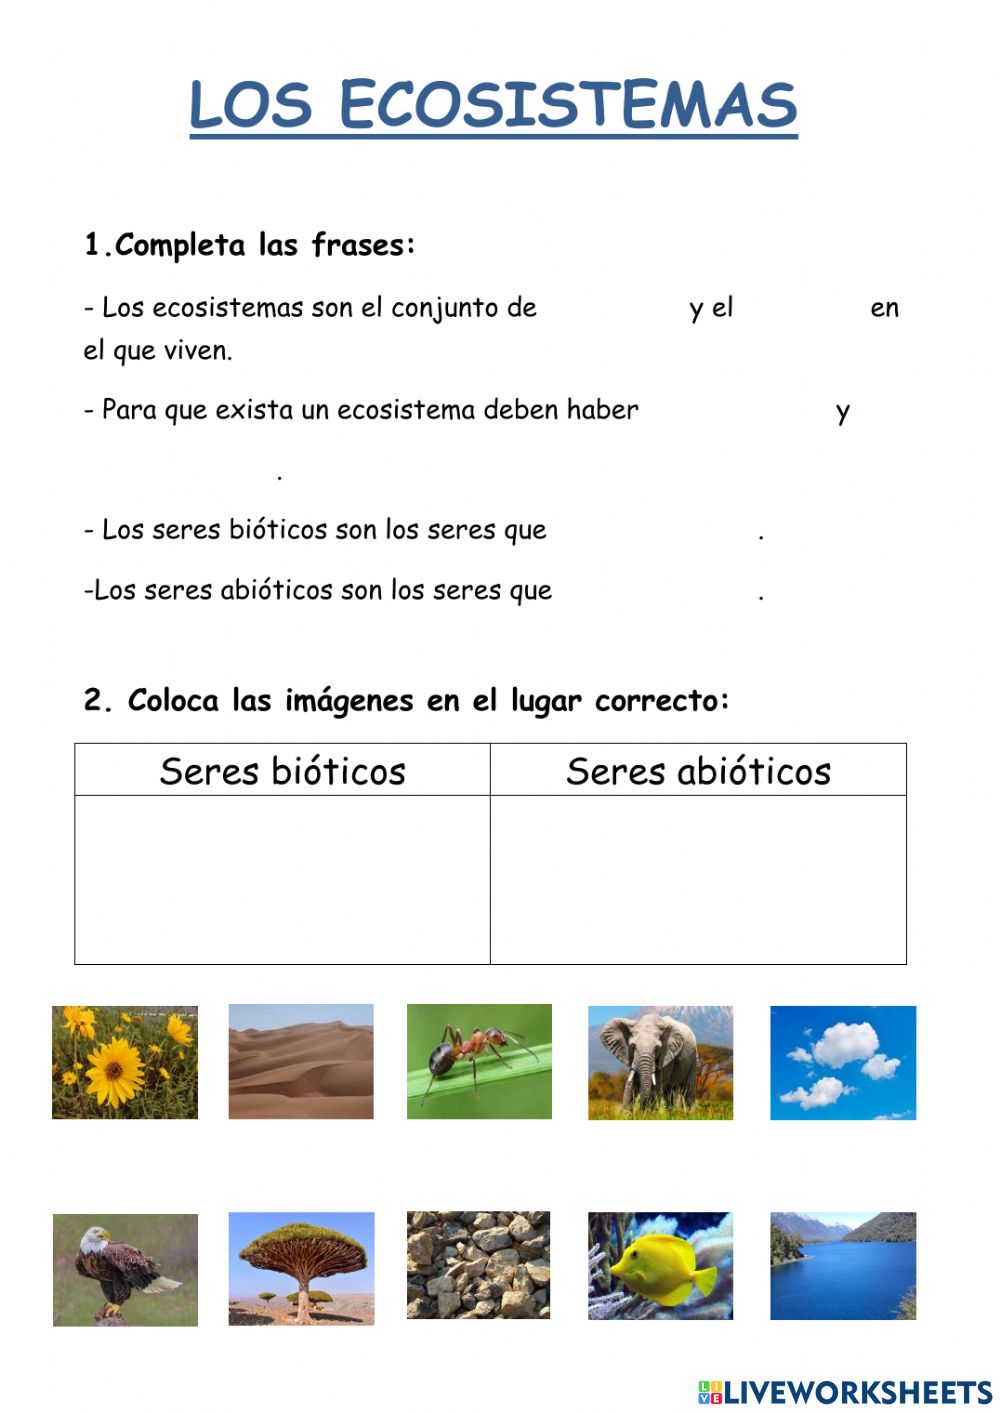 LOS ECOSISTEMAS
1.Completa las frases:
- Los ecosistemas son el conjunto de y el en
el que viven.
- Para que exista un ecosistema deben haber y
.
- Los seres bióticos son los seres que .
-Los seres abióticos son los seres que .
2. Coloca las imágenes en el lugar correcto:
Seres bióticos Seres abióticos
LIVE LIVEWORKSHEETS